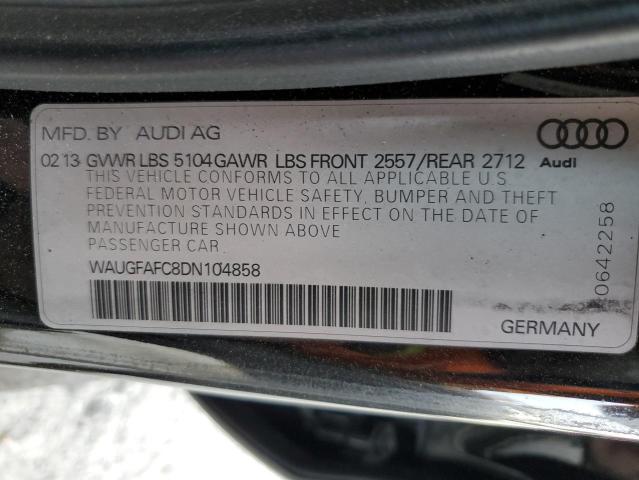 MFD. BY AUDI AG
02 13 GVWR LBS 5104 GAWR LBS FRONT 2557/REAR 2712 Audi
THIS VEHICLE CONFORMS TO ALL APPLICABLE U.S.
FEDERAL MOTOR VEHICLE SAFETY, BUMPER AND THEFT
PREVENTION STANDARDS IN EFFECT ON THE DATE OF
MANUFACTURE SHOWN ABOVE
PASSENGER CAR.
WAUGFAFC8DN104858
0642258
GERMANY